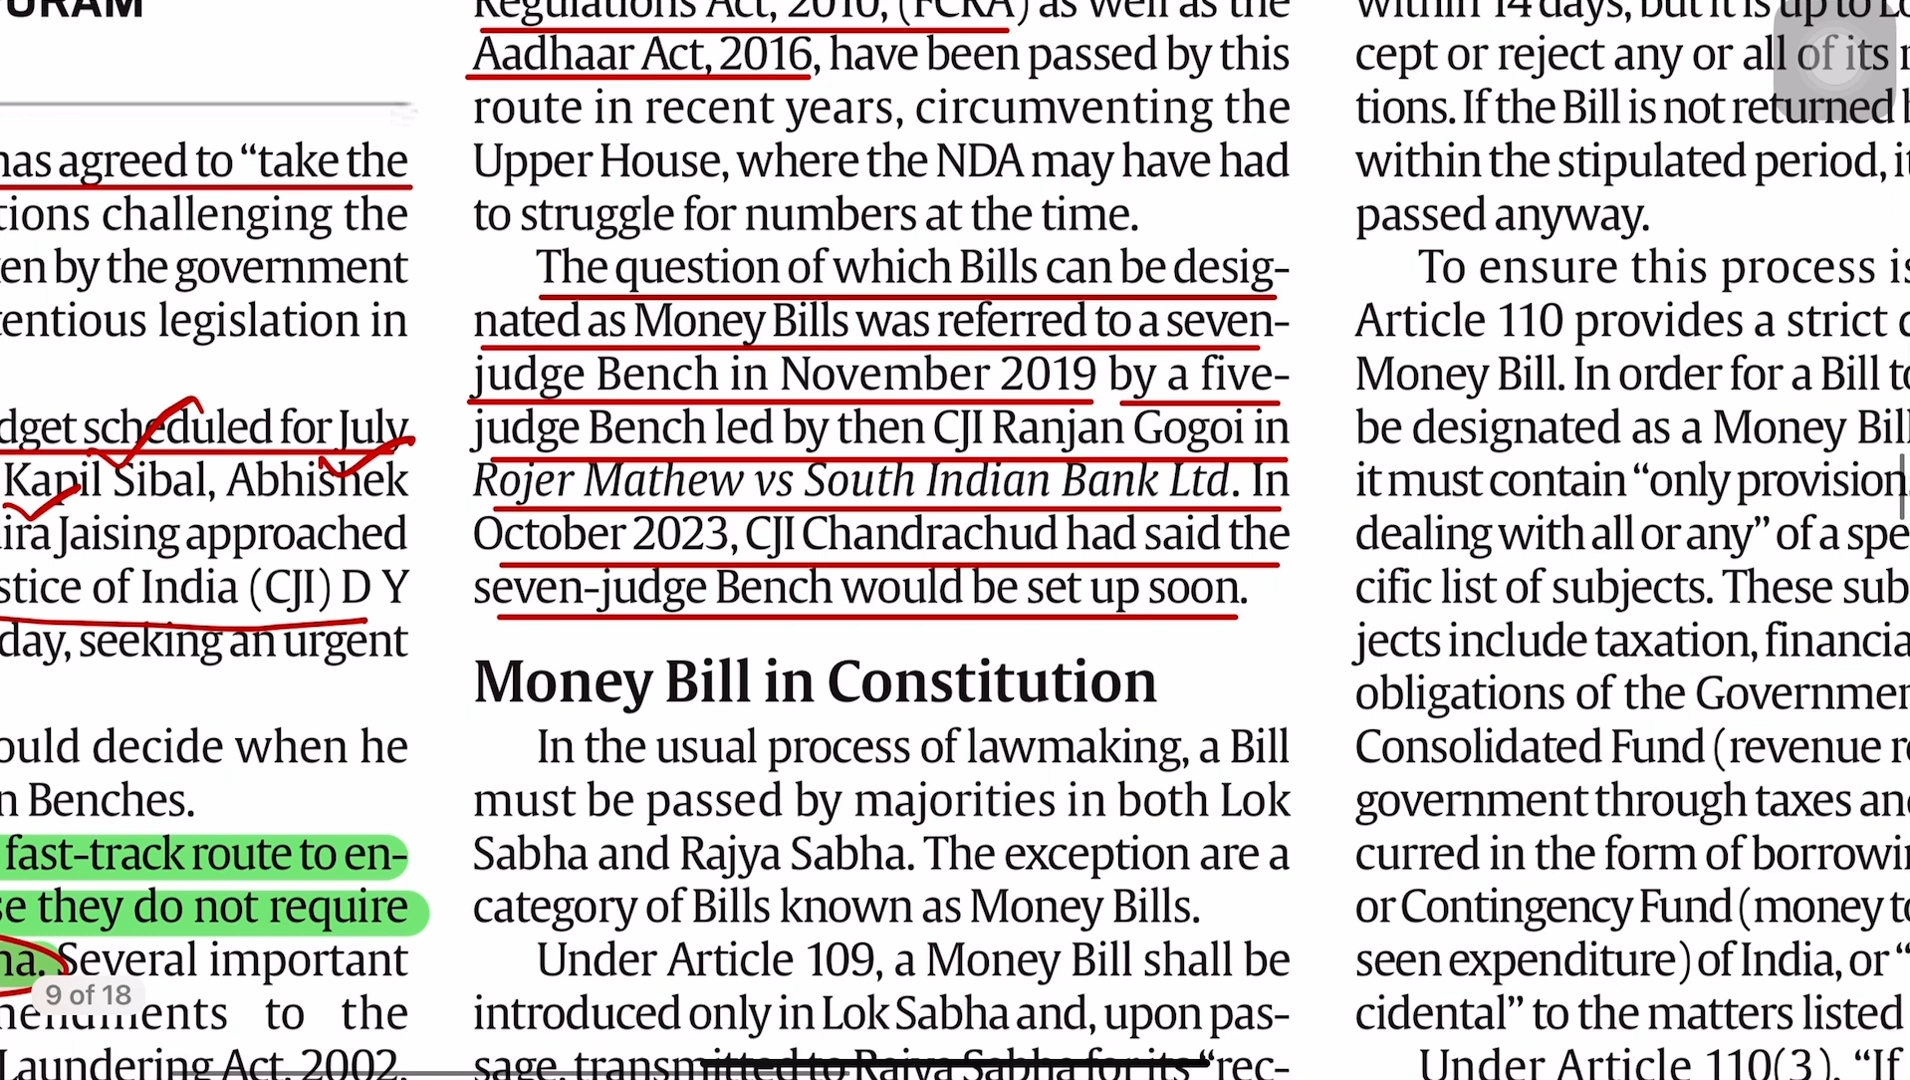 has agreed to “take the
tions challenging the
en by the government
tentious legislation in
dget scheduled for July
Kapil Sibal, Abhishek
ira Jaising approached
stice of India (CJI) D Y
day, seeking an urgent
ould decide when he
n Benches.
fast-track route to en-
se they do not require
ha. Several important
9 of 18
nendments to the
Laundering Act, 2002,
Regulations Act, 2010, (FCRA) as well as the
Aadhaar Act, 2016, have been passed by this
route in recent years, circumventing the
Upper House, where the NDA may have had
to struggle for numbers at the time.
The question of which Bills can be desig-
nated as Money Bills was referred to a seven-
judge Bench in November 2019 by a five-
judge Bench led by then CJI Ranjan Gogoi in
Rojer Mathew vs South Indian Bank Ltd. In
October 2023, CJI Chandrachud had said the
seven-judge Bench would be set up soon.
Money Bill in Constitution
In the usual process of lawmaking, a Bill
must be passed by majorities in both Lok
Sabha and Rajya Sabha. The exception are a
category of Bills known as Money Bills.
Under Article 109, a Money Bill shall be
introduced only in Lok Sabha and, upon pas-
sage, transmitted to Rajya Sabha for its “rec-
within 14 days, but it is up to Lo
cept or reject any or all of its
tions. If the Bill is not returned
within the stipulated period, it
passed anyway.
To ensure this process is
Article 110 provides a strict
Money Bill. In order for a Bill to
be designated as a Money Bill
it must contain “only provision
dealing with all or any” of a spe
cific list of subjects. These sub
jects include taxation, financia
obligations of the Governmen
Consolidated Fund (revenue re
government through taxes and
curred in the form of borrowin
or Contingency Fund (money to
seen expenditure) of India, or “
cidental” to the matters listed
Under Article 110(3), “If